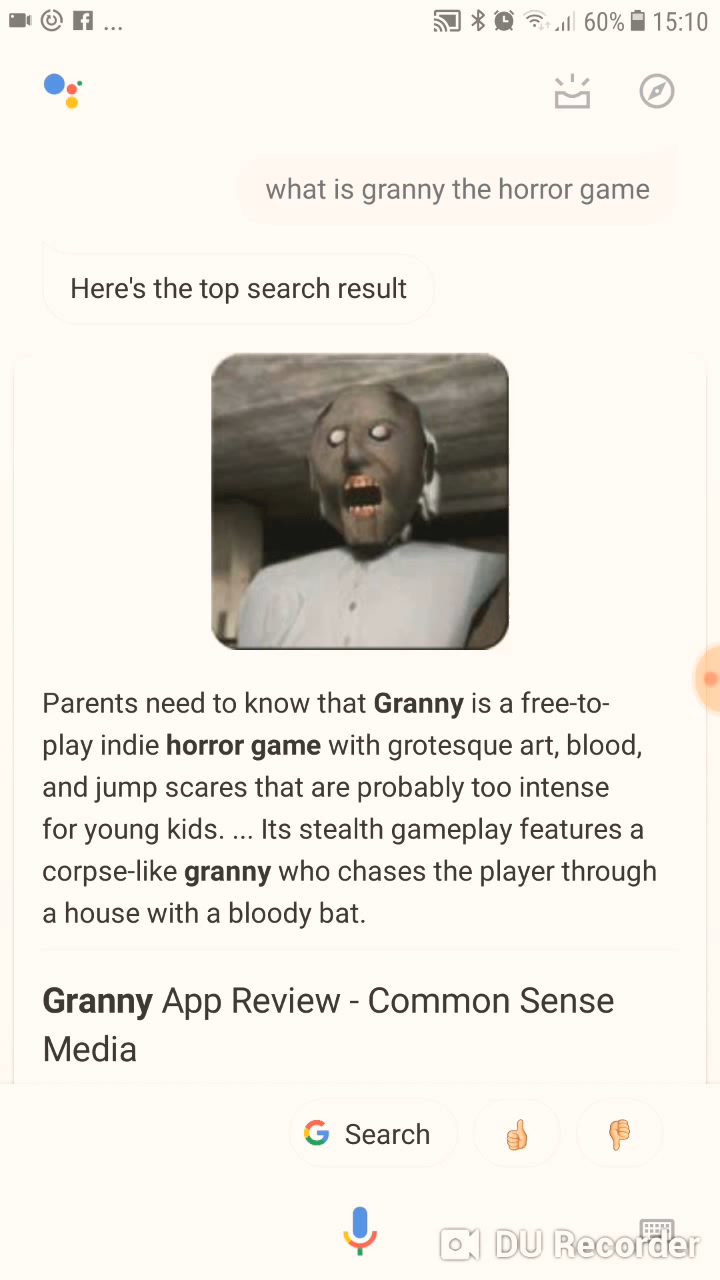 ... 60% 15:10
what is granny the horror game
Here's the top search result
Parents need to know that Granny is a free-to-
play indie horror game with grotesque art, blood,
and jump scares that are probably too intense
for young kids. ... Its stealth gameplay features a
corpse-like granny who chases the player through
a house with a bloody bat.
Granny App Review - Common Sense
Media
Search
DU Recorder